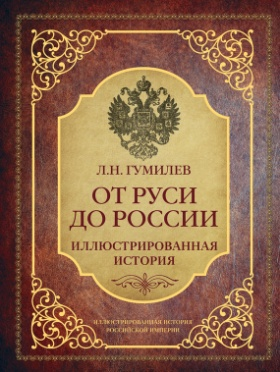 Л.Н. ГУМИЛЕВ
ОТ РУСИ
ДО РОССИИ
ИЛЛЮСТРИРОВАННАЯ
ИСТОРИЯ
ИЛЛЮСТРИРОВАННАЯ ИСТОРИЯ
РОССИЙСКОЙ ИМПЕРИИ